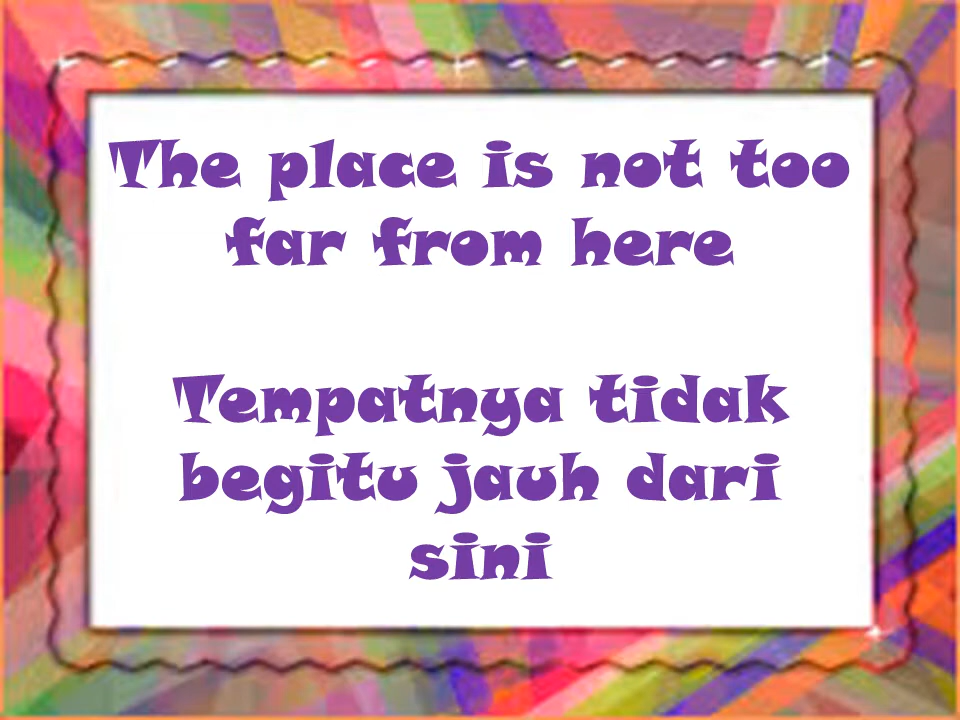 The place is not too
far from here
Tempatnya tidak
begitu jauh dari
sini